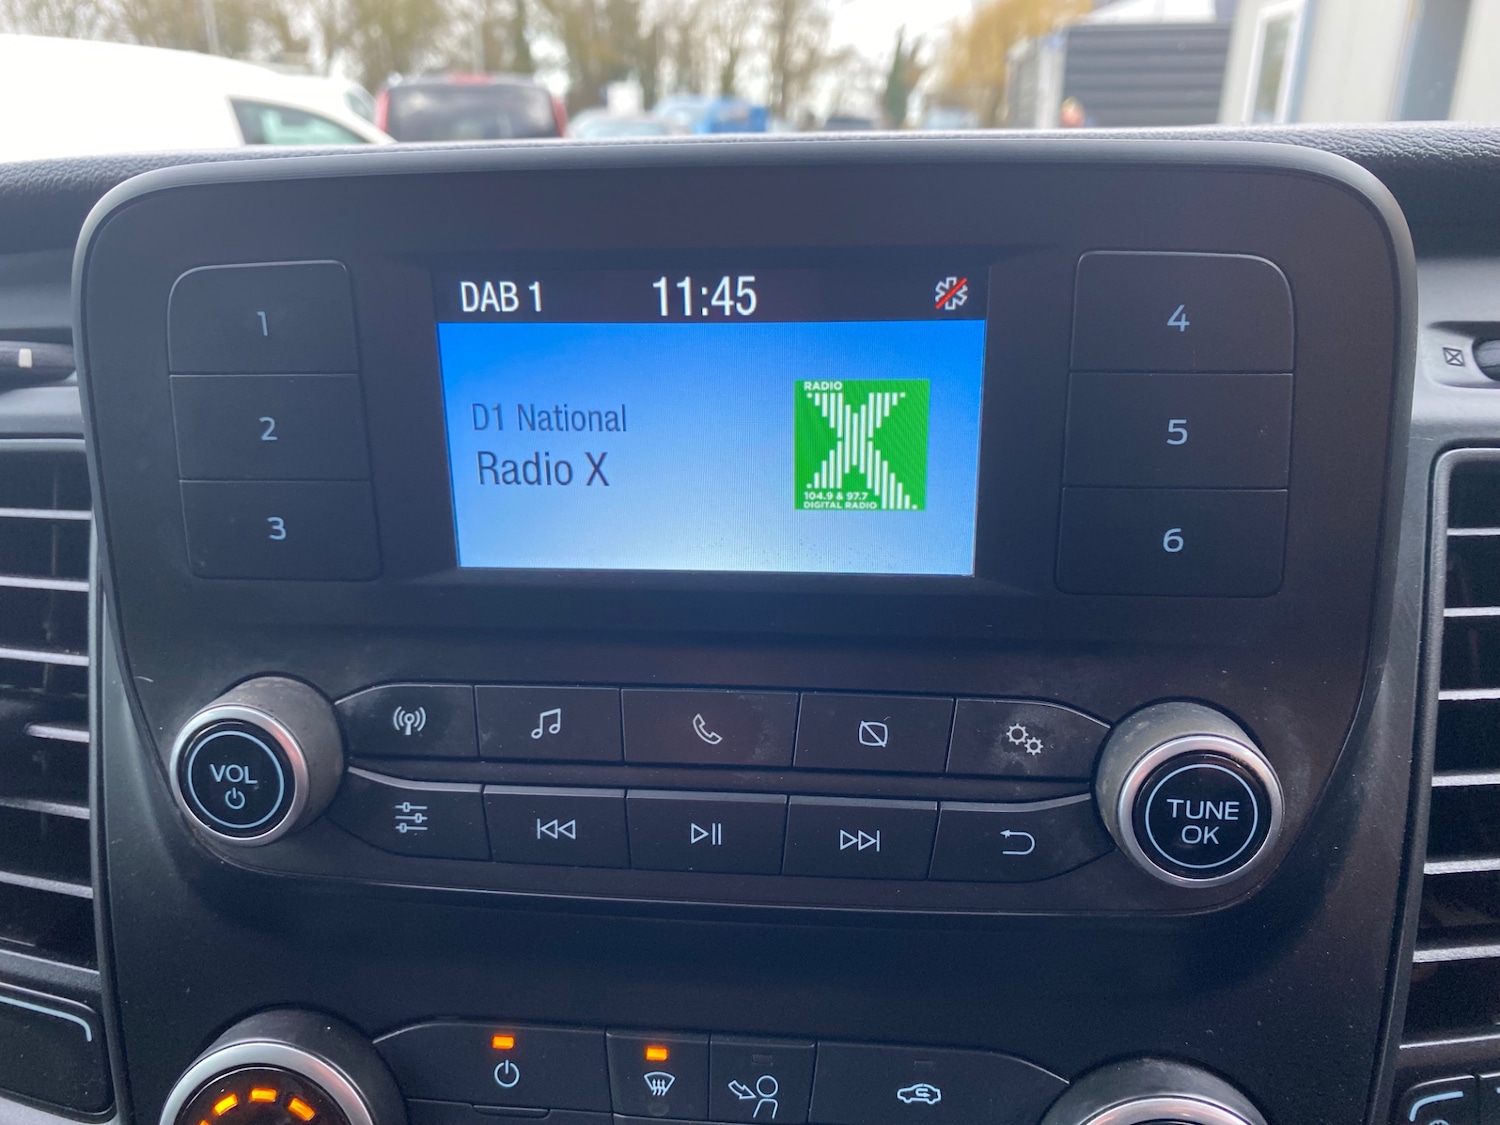 DAB 1
11:45
1
2
3
4
5
6
D1 National
Radio X
RADIO
X
104.9 & 97.7
DIGITAL RADIO
VOL
TUNE
OK